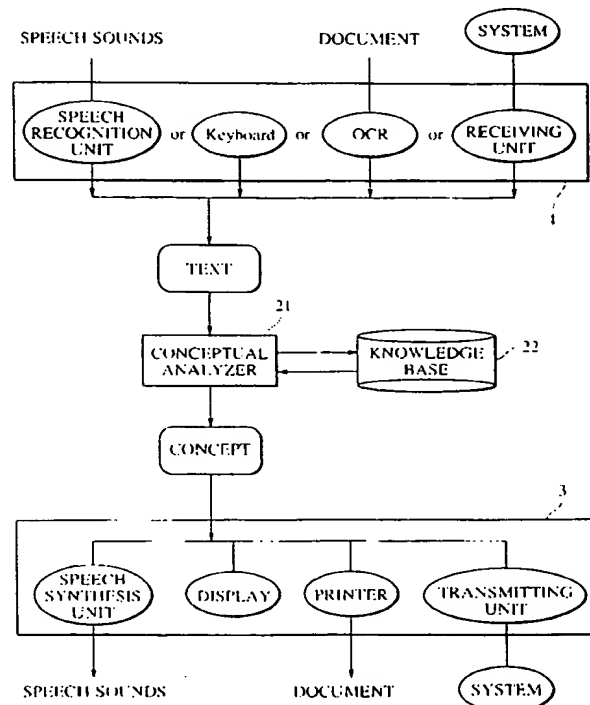 SPEECH SOUNDS
DOCUMENT
SYSTEM
SPEECH
RECOGNITION
UNIT
or
Keyboard
or
OCR
or
RECEIVING
UNIT
1
TEXT
21
CONCEPTUAL
ANALYZER
KNOWLEDGE
BASE
22
CONCEPT
3
SPEECH
SYNTHESIS
UNIT
DISPLAY
PRINTER
TRANSMITTING
UNIT
SPEECH SOUNDS
DOCUMENT
SYSTEM